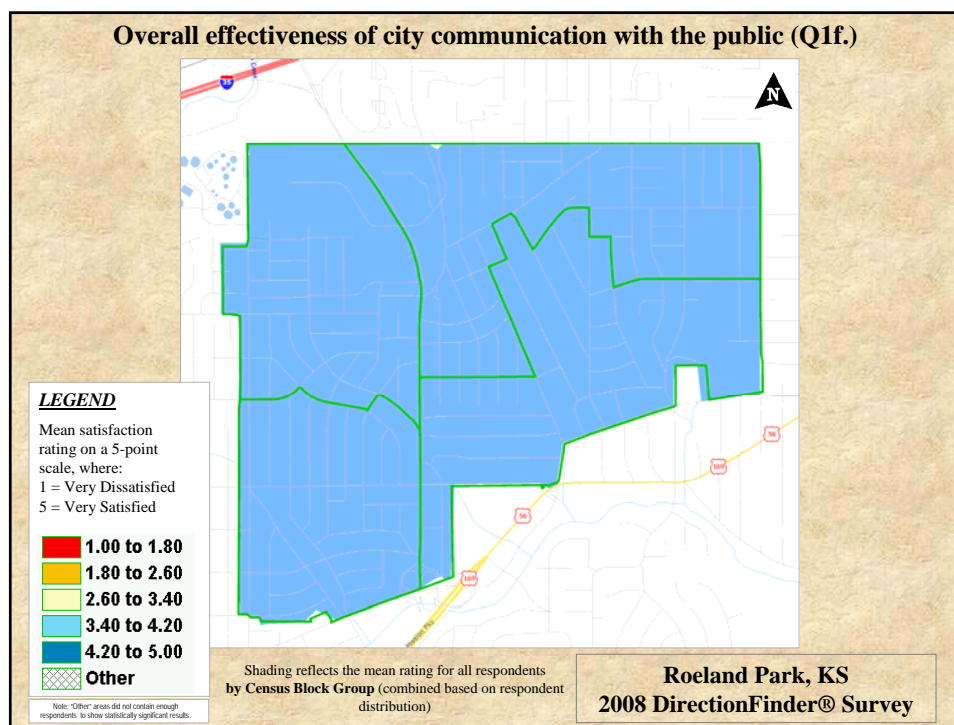 Overall effectiveness of city communication with the public (Q1f.)
35
N
LEGEND
Mean satisfaction
rating on a 5-point
scale, where:
1 = Very Dissatisfied
5 = Very Satisfied
56
169
56
169
1.00 to 1.80
1.80 to 2.60
2.60 to 3.40
3.40 to 4.20
4.20 to 5.00
Other
Note: "Other" areas did not contain enough
respondents to show statistically significant results.
Shading reflects the mean rating for all respondents
by Census Block Group (combined based on respondent
distribution)
Roeland Park, KS
2008 DirectionFinder® Survey